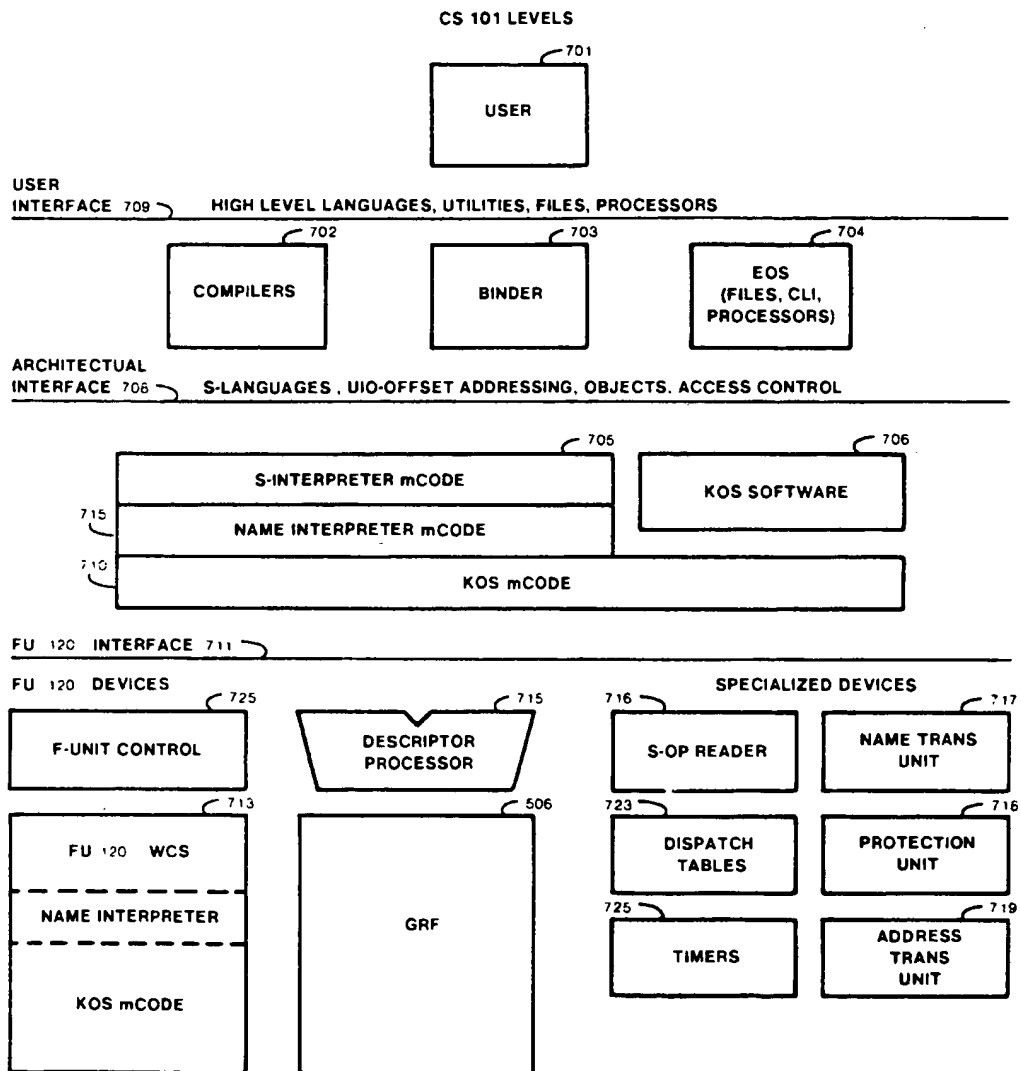 CS 101 LEVELS
701
USER
USER
INTERFACE 709 HIGH LEVEL LANGUAGES, UTILITIES, FILES, PROCESSORS
702
703
704
COMPILERS
BINDER
EOS
(FILES, CLI,
PROCESSORS)
ARCHITECTUAL
INTERFACE 708 S-LANGUAGES, UIO-OFFSET ADDRESSING, OBJECTS. ACCESS CONTROL
705
706
S-INTERPRETER mCODE
KOS SOFTWARE
715
NAME INTERPRETER mCODE
710
KOS mCODE
FU 120 INTERFACE 711
FU 120 DEVICES
SPECIALIZED DEVICES
725
715
716
717
F-UNIT CONTROL
DESCRIPTOR
PROCESSOR
S-OP READER
NAME TRANS
UNIT
713
506
723
718
FU 120 WCS
DISPATCH
TABLES
PROTECTION
UNIT
NAME INTERPRETER
GRF
725
719
TIMERS
ADDRESS
TRANS
UNIT
KOS mCODE